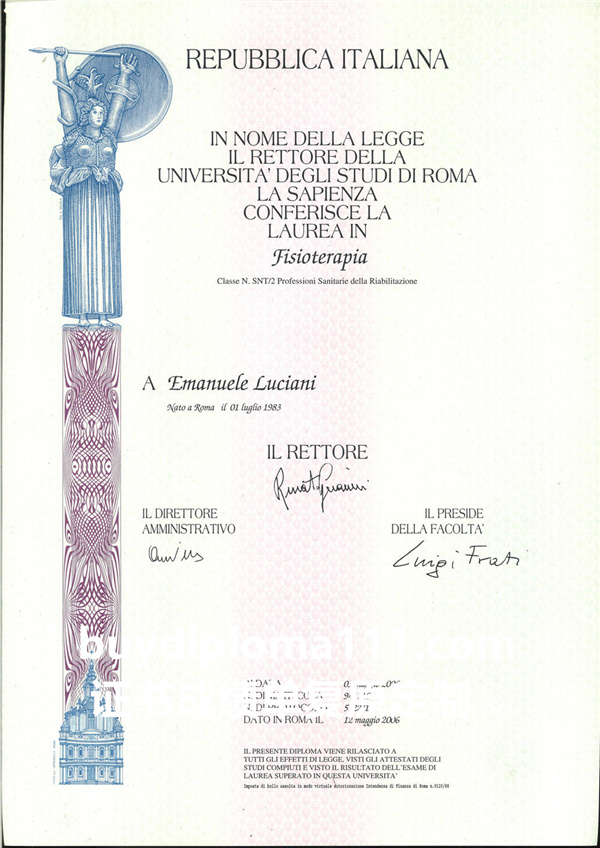 REPUBBLICA ITALIANA
IN NOME DELLA LEGGE
IL RETTORE DELLA
UNIVERSITA' DEGLI STUDI DI ROMA
LA SAPIENZA
CONFERISCE LA
LAUREA IN
Fisioterapia
Classe N. SNT/2 Professioni Sanitarie della Riabilitazione
A Emanuele Luciani
Nato a Roma il 01 luglio 1983
IL RETTORE
IL DIRETTORE
AMMINISTRATIVO
IL PRESIDE
DELLA FACOLTA'
Luigi Frati
buydiploma111.com
DATO IN ROMA IL 12 maggio 2006
IL PRESENTE DIPLOMA VIENE RILASCIATO A
TUTTI GLI EFFETTI DI LEGGE, VISTI GLI ATTESTATI DEGLI
STUDI COMPIUTI E VISTO IL RISULTATO DELL'ESAME DI
LAUREA SUPERATO IN QUESTA UNIVERSITA'
Imposta di bollo assolta in modo virtuale Autorizzazione Intendenza di Finanza di Roma n.9120/88